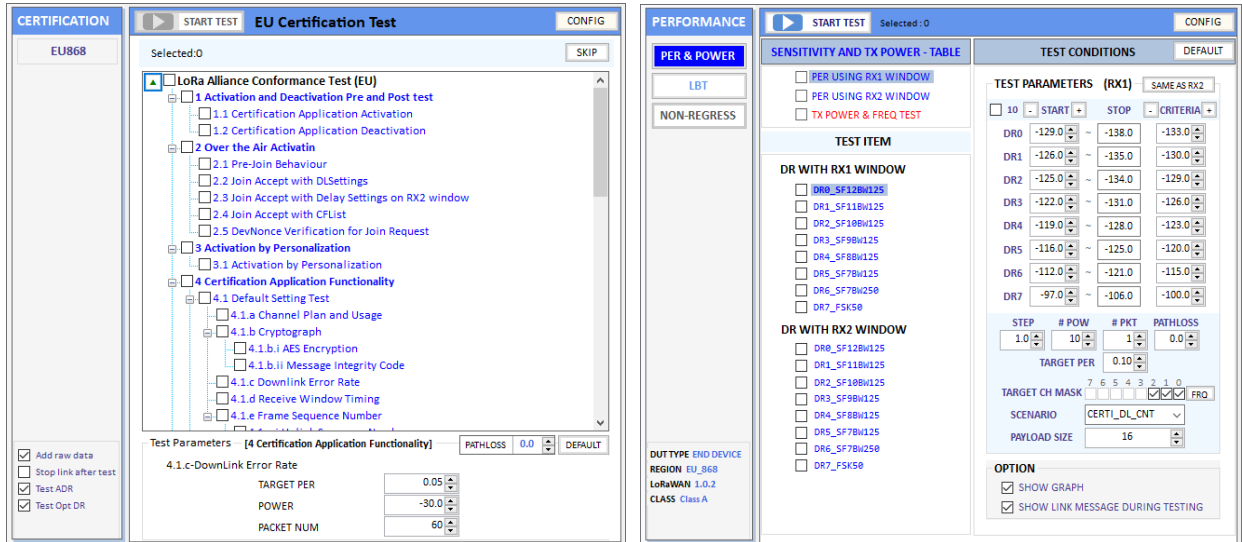 CERTIFICATION
EU868
Add raw data
Stop link after test
Test ADR
Test Opt DR
START TEST
EU Certification Test
CONFIG
Selected:0
SKIP
LoRa Alliance Conformance Test (EU)
1 Activation and Deactivation Pre and Post test
1.1 Certification Application Activation
1.2 Certification Application Deactivation
2 Over the Air Activatin
2.1 Pre-Join Behaviour
2.2 Join Accept with DLSettings
2.3 Join Accept with Delay Settings on RX2 window
2.4 Join Accept with CFList
2.5 DevNonce Verification for Join Request
3 Activation by Personalization
3.1 Activation by Personalization
4 Certification Application Functionality
4.1 Default Setting Test
4.1.a Channel Plan and Usage
4.1.b Cryptograph
4.1.b.i AES Encryption
4.1.b.ii Message Integrity Code
4.1.c Downlink Error Rate
4.1.d Receive Window Timing
4.1.e Frame Sequence Number
Test Parameters [4 Certification Application Functionality] PATHLOSS 0.0 DEFAULT
4.1.c-DownLink Error Rate
TARGET PER 0.05
POWER -30.0
PACKET NUM 60
PERFORMANCE
PER & POWER
LBT
NON-REGRESS
DUT TYPE END DEVICE
REGION EU_868
LoRaWAN 1.0.2
CLASS Class A
START TEST Selected : 0 CONFIG
SENSITIVITY AND TX POWER - TABLE
PER USING RX1 WINDOW
PER USING RX2 WINDOW
TX POWER & FREQ TEST
TEST ITEM
DR WITH RX1 WINDOW
DR0_SF12BW125
DR1_SF11BW125
DR2_SF10BW125
DR3_SF9BW125
DR4_SF8BW125
DR5_SF7BW125
DR6_SF7BW250
DR7_FSK50
DR WITH RX2 WINDOW
DR0_SF12BW125
DR1_SF11BW125
DR2_SF10BW125
DR3_SF9BW125
DR4_SF8BW125
DR5_SF7BW125
DR6_SF7BW250
DR7_FSK50
TEST CONDITIONS DEFAULT
TEST PARAMETERS (RX1) SAME AS RX2
10 - START + STOP - CRITERIA +
DR0 -129.0 ~ -138.0 -133.0
DR1 -126.0 ~ -135.0 -130.0
DR2 -125.0 ~ -134.0 -129.0
DR3 -122.0 ~ -131.0 -126.0
DR4 -119.0 ~ -128.0 -123.0
DR5 -116.0 ~ -125.0 -120.0
DR6 -112.0 ~ -121.0 -115.0
DR7 -97.0 ~ -106.0 -100.0
STEP # POW # PKT PATHLOSS
1.0 10 1 0.0
TARGET PER 0.10
7 6 5 4 3 2 1 0
TARGET CH MASK FRQ
SCENARIO CERTI_DL_CNT
PAYLOAD SIZE 16
OPTION
SHOW GRAPH
SHOW LINK MESSAGE DURING TESTING